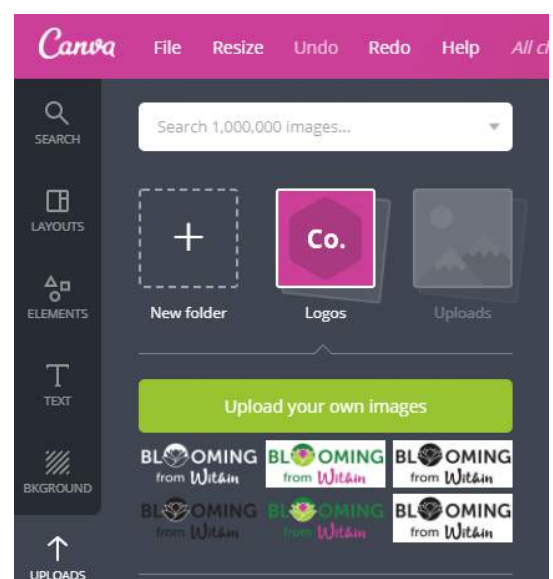 Canva File Resize Undo Redo Help All
SEARCH
Search 1,000,000 images...
LAYOUTS
Co.
ELEMENTS
New folder Logos Uploads
TEXT
Upload your own images
BKGROUND
BLOOMING BLOOMING BLOOMING
from Within from Within from Within
BLOOMING BLOOMING BLOOMING
from Within from Within from Within
UPLOADS